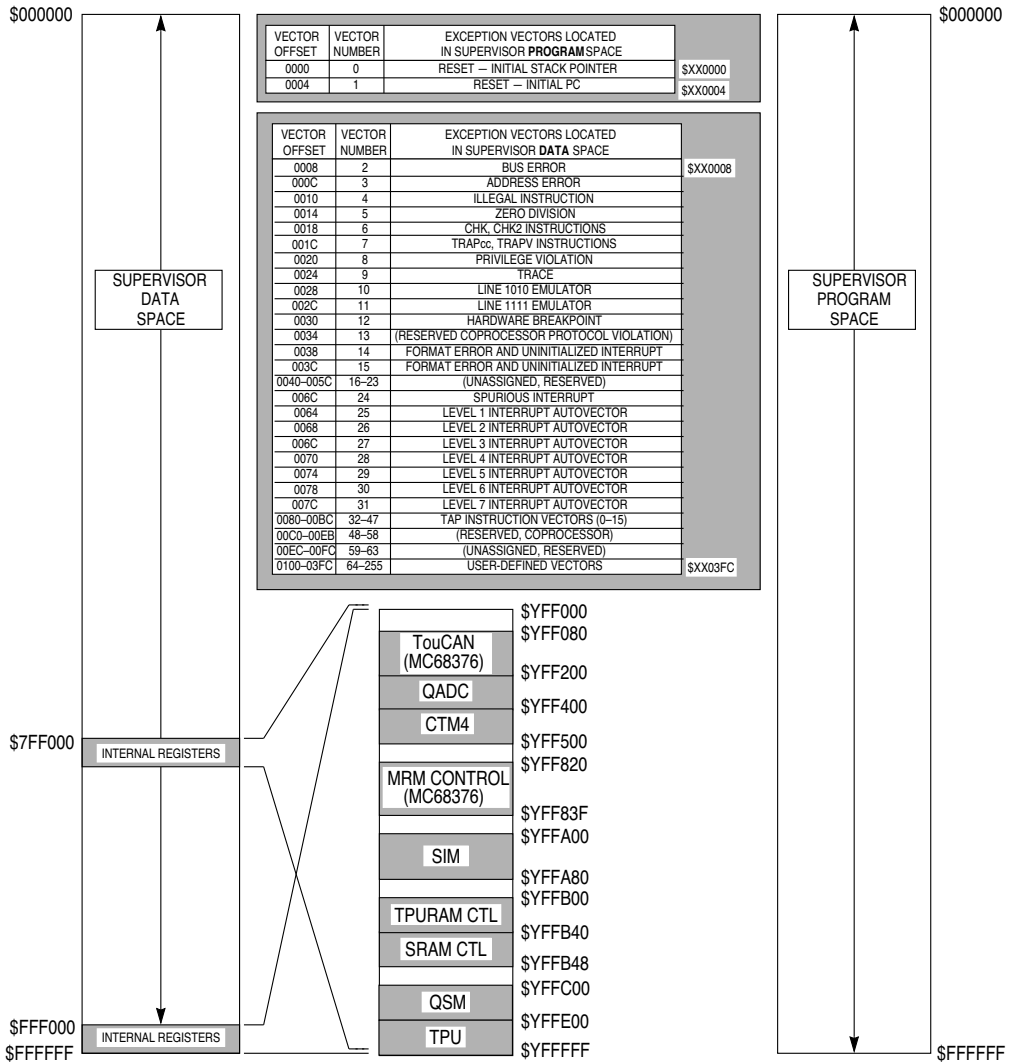 $000000
$000000
VECTOR OFFSET VECTOR NUMBER EXCEPTION VECTORS LOCATED IN SUPERVISOR PROGRAM SPACE
0000 0 RESET — INITIAL STACK POINTER $XX0000
0004 1 RESET — INITIAL PC $XX0004
VECTOR OFFSET VECTOR NUMBER EXCEPTION VECTORS LOCATED IN SUPERVISOR DATA SPACE
0008 2 BUS ERROR $XX0008
000C 3 ADDRESS ERROR
0010 4 ILLEGAL INSTRUCTION
0014 5 ZERO DIVISION
0018 6 CHK, CHK2 INSTRUCTIONS
001C 7 TRAPcc, TRAPV INSTRUCTIONS
0020 8 PRIVILEGE VIOLATION
0024 9 TRACE
0028 10 LINE 1010 EMULATOR
002C 11 LINE 1111 EMULATOR
0030 12 HARDWARE BREAKPOINT
0034 13 (RESERVED COPROCESSOR PROTOCOL VIOLATION)
0038 14 FORMAT ERROR AND UNINITIALIZED INTERRUPT
003C 15 FORMAT ERROR AND UNINITIALIZED INTERRUPT
0040–005C 16–23 (UNASSIGNED, RESERVED)
006C 24 SPURIOUS INTERRUPT
0064 25 LEVEL 1 INTERRUPT AUTOVECTOR
0068 26 LEVEL 2 INTERRUPT AUTOVECTOR
006C 27 LEVEL 3 INTERRUPT AUTOVECTOR
0070 28 LEVEL 4 INTERRUPT AUTOVECTOR
0074 29 LEVEL 5 INTERRUPT AUTOVECTOR
0078 30 LEVEL 6 INTERRUPT AUTOVECTOR
007C 31 LEVEL 7 INTERRUPT AUTOVECTOR
0080–00BC 32–47 TAP INSTRUCTION VECTORS (0–15)
00C0–00EB 48–58 (RESERVED, COPROCESSOR)
00EC–00FC 59–63 (UNASSIGNED, RESERVED)
0100–03FC 64–255 USER-DEFINED VECTORS $XX03FC
SUPERVISOR
DATA
SPACE
SUPERVISOR
PROGRAM
SPACE
$7FF000
INTERNAL REGISTERS
$FFF000
INTERNAL REGISTERS
$FFFFFF
$YFF000
$YFF080
TouCAN
(MC68376)
$YFF200
QADC
$YFF400
CTM4
$YFF500
$YFF820
MRM CONTROL
(MC68376)
$YFF83F
$YFFA00
SIM
$YFFA80
$YFFB00
TPURAM CTL
$YFFB40
SRAM CTL
$YFFB48
$YFFC00
QSM
$YFFE00
TPU
$YFFFFF
$FFFFFF